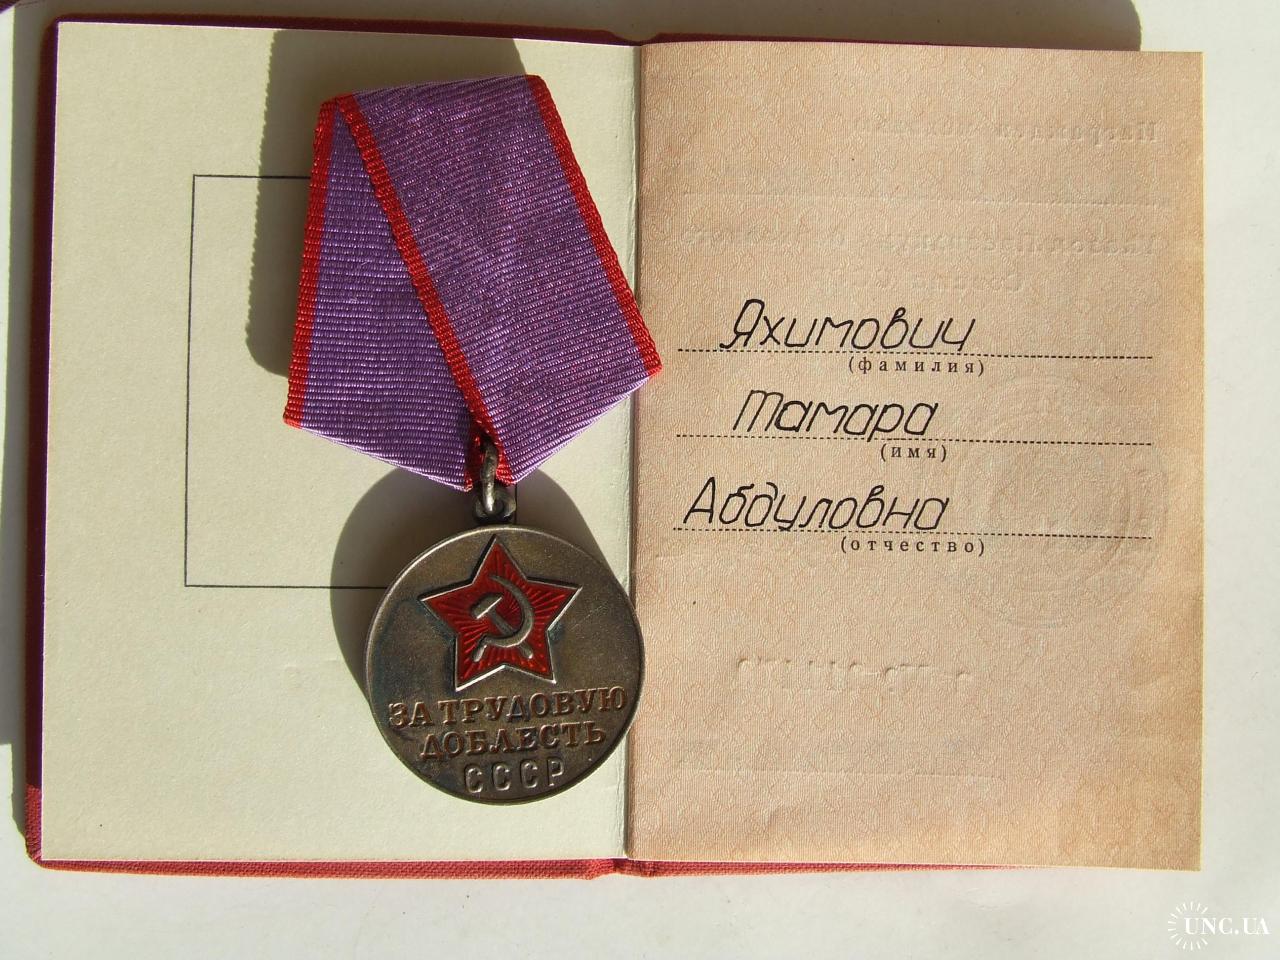 Яхимович
(фамилия)
Тамара
(имя)
Абдуловна
(отчество)
ЗА ТРУДОВУЮ
ДОБЛЕСТЬ
СССР
UNC.UA